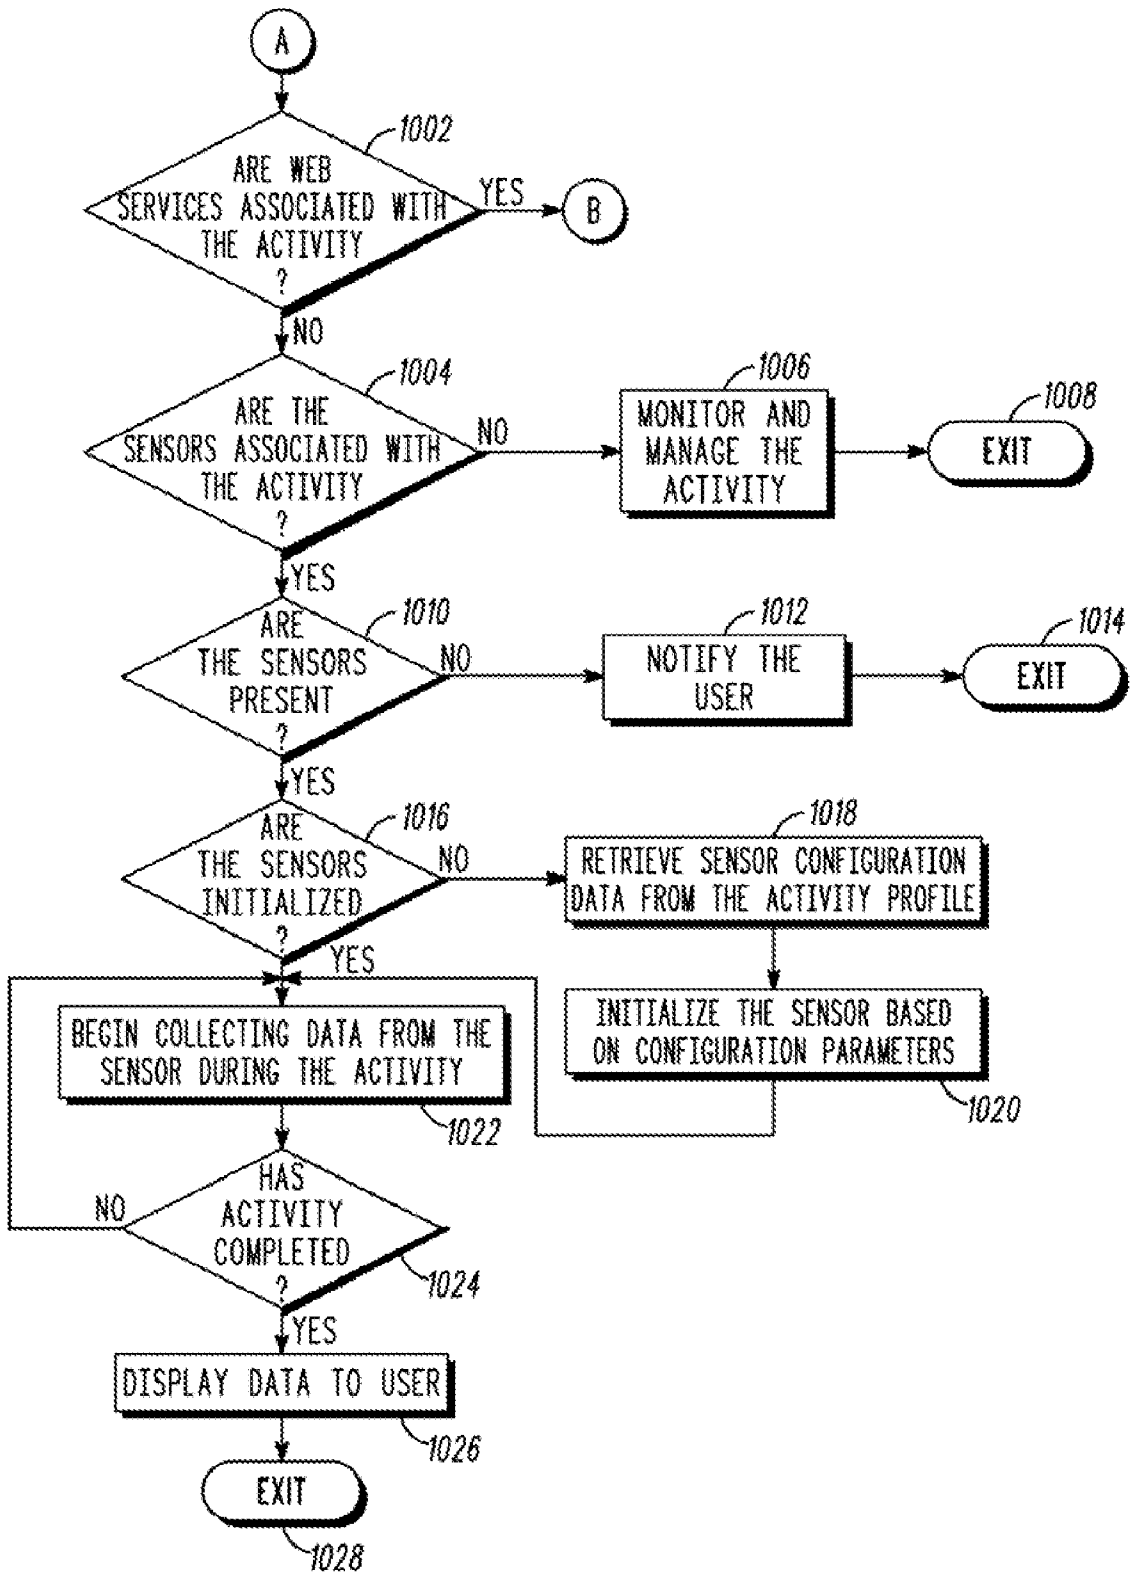 A
1002
ARE WEB
SERVICES ASSOCIATED WITH
THE ACTIVITY
?
YES
B
NO
1004
ARE THE
SENSORS ASSOCIATED WITH
THE ACTIVITY
?
NO
1006
MONITOR AND
MANAGE THE
ACTIVITY
1008
EXIT
YES
1010
ARE
THE SENSORS
PRESENT
?
NO
1012
NOTIFY THE
USER
1014
EXIT
YES
1016
ARE
THE SENSORS
INITIALIZED
?
NO
1018
RETRIEVE SENSOR CONFIGURATION
DATA FROM THE ACTIVITY PROFILE
YES
INITIALIZE THE SENSOR BASED
ON CONFIGURATION PARAMETERS
1020
BEGIN COLLECTING DATA FROM THE
SENSOR DURING THE ACTIVITY
1022
HAS
ACTIVITY
COMPLETED
?
NO
1024
YES
DISPLAY DATA TO USER
1026
EXIT
1028